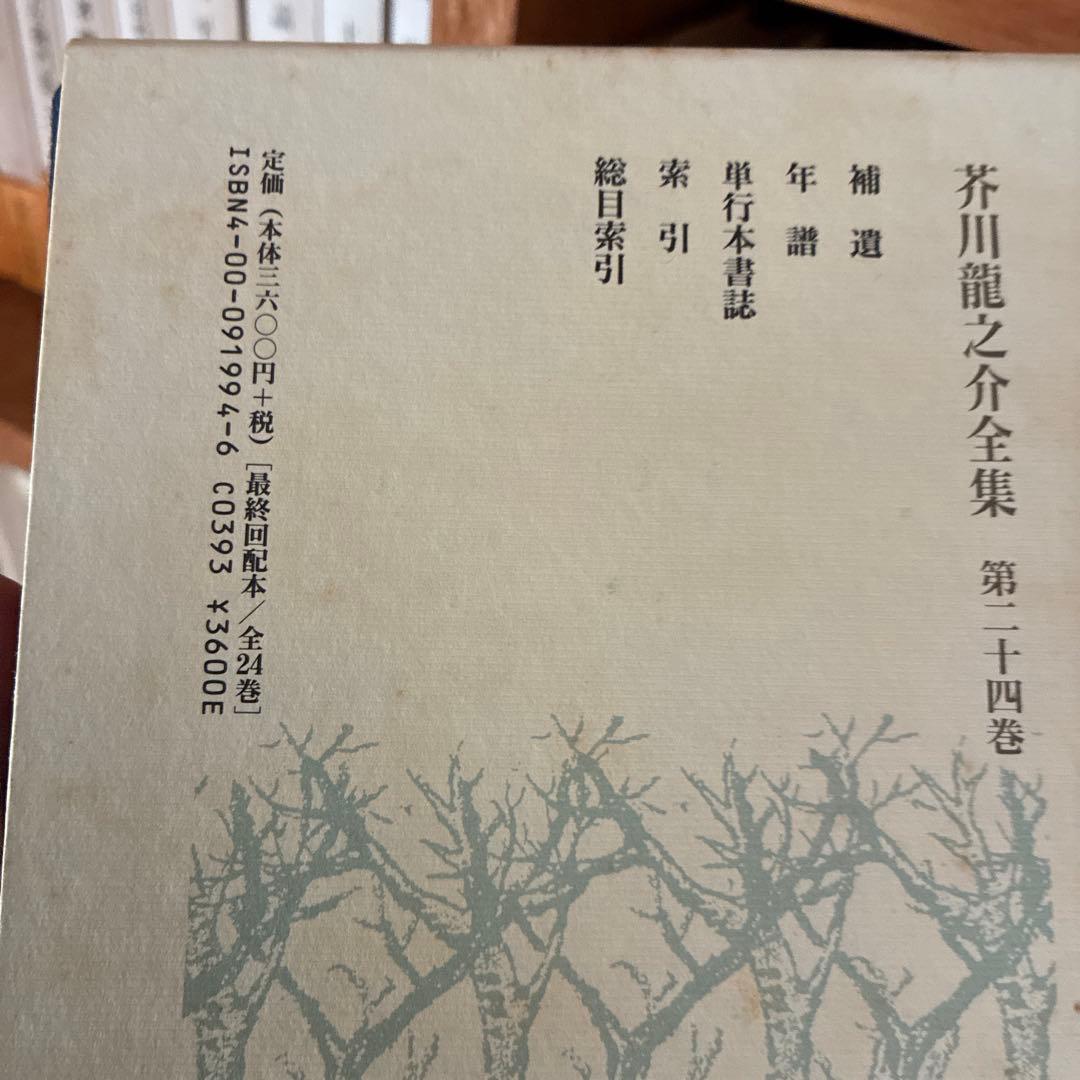 芥川龍之介全集 第二十四巻
補遺
年譜
単行本書誌
索引
総目索引
定価（本体三六〇〇円＋税）［最終回配本／全24巻］
ISBN4-00-091994-6 C0393 ¥3600E